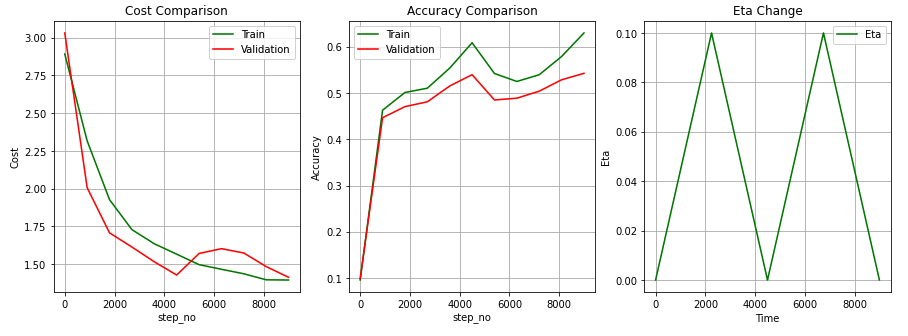 Cost Comparison
3.00
2.75
2.50
2.25
2.00
1.75
1.50
0
2000
4000
6000
8000
Cost
step_no
Train
Validation
Accuracy Comparison
0.6
0.5
0.4
0.3
0.2
0.1
0
2000
4000
6000
8000
Accuracy
step_no
Train
Validation
Eta Change
0.10
0.08
0.06
0.04
0.02
0.00
0
2000
4000
6000
8000
Eta
Time
Eta